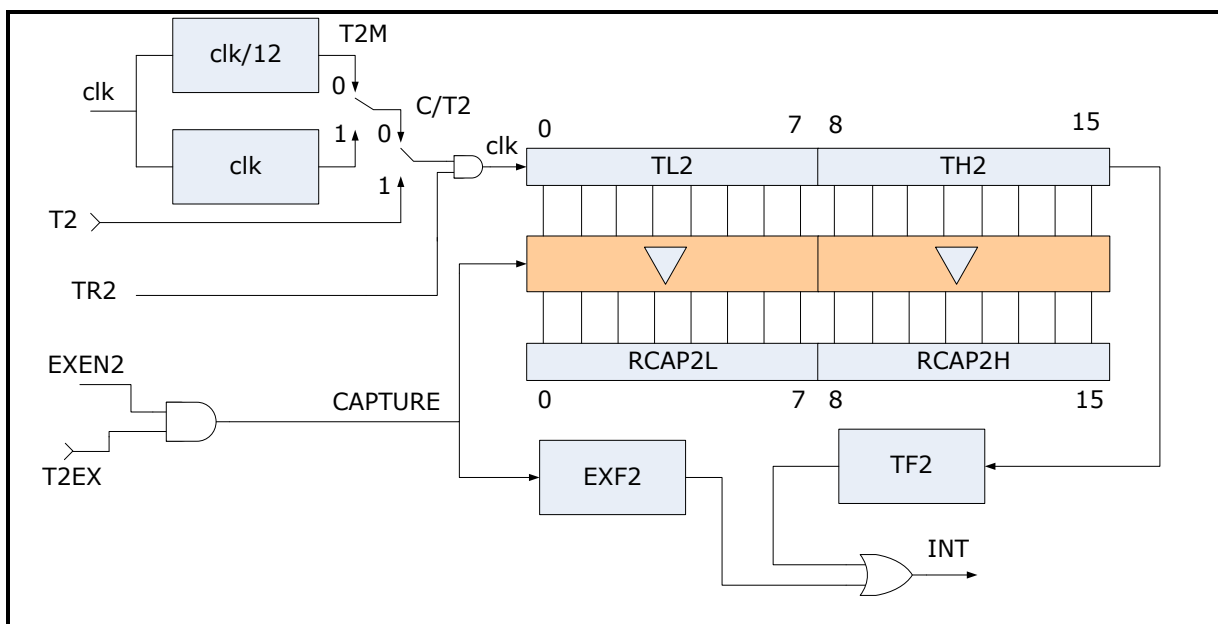 clk/12
T2M
clk
0
C/T2
1
0
clk
clk
0
7
8
15
TL2
TH2
1
T2
TR2
RCAP2L
RCAP2H
0
7
8
15
EXEN2
CAPTURE
T2EX
EXF2
TF2
INT